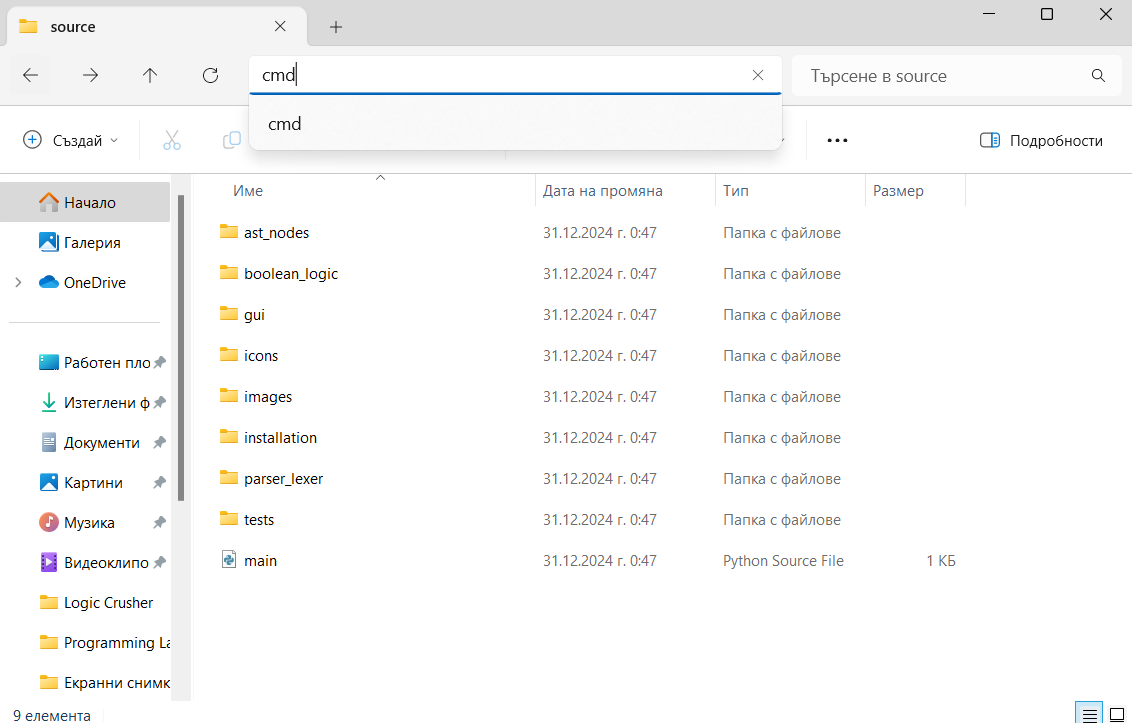 source
cmd
Търсене в source
cmd
Създай
Подробности
Име
Дата на промяна
Тип
Размер
Начало
Галерия
OneDrive
Работен пло
Изтеглени ф
Документи
Картини
Музика
Видеоклипо
Logic Crusher
Programming La
Екранни снимк
ast_nodes 31.12.2024 г. 0:47 Папка с файлове
boolean_logic 31.12.2024 г. 0:47 Папка с файлове
gui 31.12.2024 г. 0:47 Папка с файлове
icons 31.12.2024 г. 0:47 Папка с файлове
images 31.12.2024 г. 0:47 Папка с файлове
installation 31.12.2024 г. 0:47 Папка с файлове
parser_lexer 31.12.2024 г. 0:47 Папка с файлове
tests 31.12.2024 г. 0:47 Папка с файлове
main 31.12.2024 г. 0:47 Python Source File 1 КБ
9 елемента